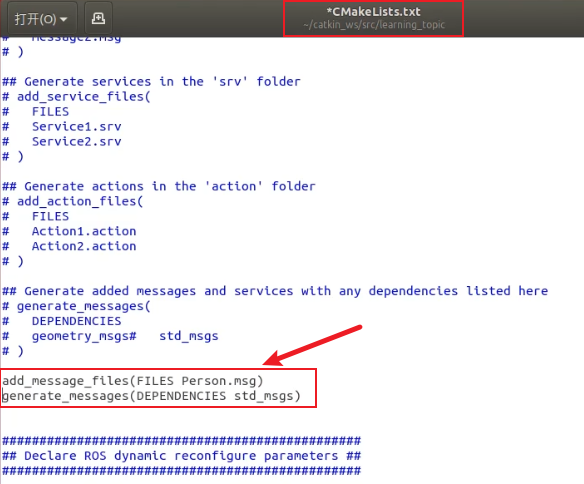 打开(O)
*CMakeLists.txt
~/catkin_ws/src/learning_topic
#   Message2.msg
# )
## Generate services in the 'srv' folder
# add_service_files(
#   FILES
#   Service1.srv
#   Service2.srv
# )
## Generate actions in the 'action' folder
# add_action_files(
#   FILES
#   Action1.action
#   Action2.action
# )
## Generate added messages and services with any dependencies listed here
# generate_messages(
#   DEPENDENCIES
#   geometry_msgs#   std_msgs
# )
add_message_files(FILES Person.msg)
generate_messages(DEPENDENCIES std_msgs)
################################################
## Declare ROS dynamic reconfigure parameters ##
################################################